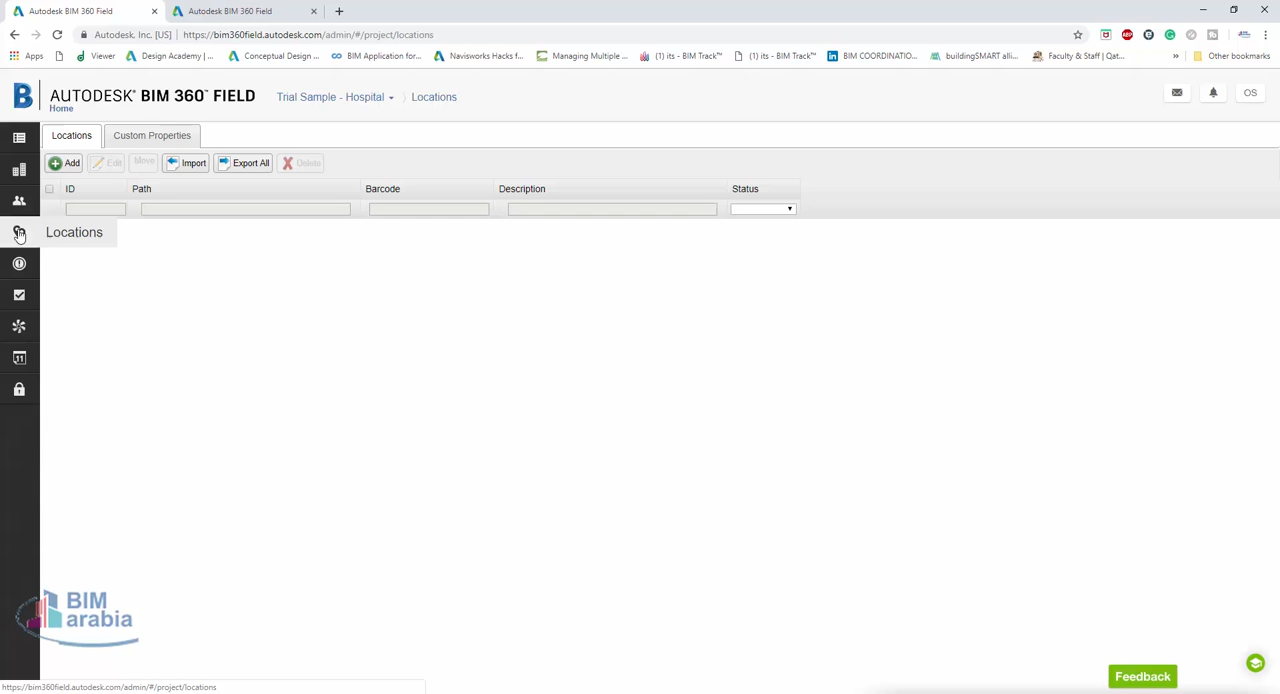 Autodesk BIM 360 Field
Autodesk BIM 360 Field
Autodesk, Inc. [US] https://bim360field.autodesk.com/admin/#/project/locations
Apps Viewer Design Academy | ... Conceptual Design ... BIM Application for... Navisworks Hacks f... Managing Multiple ... (1) its - BIM Track™ (1) its - BIM Track™ BIM COORDINATIO... buildingSMART alli... Faculty & Staff | Qat... » Other bookmarks
AUTODESK® BIM 360™ FIELD Trial Sample - Hospital Locations
Home
OS
Locations Custom Properties
Add Edit Move Import Export All Delete
ID Path Barcode Description Status
Locations
11
BIM
arabia
Feedback
https://bim360field.autodesk.com/admin/#/project/locations